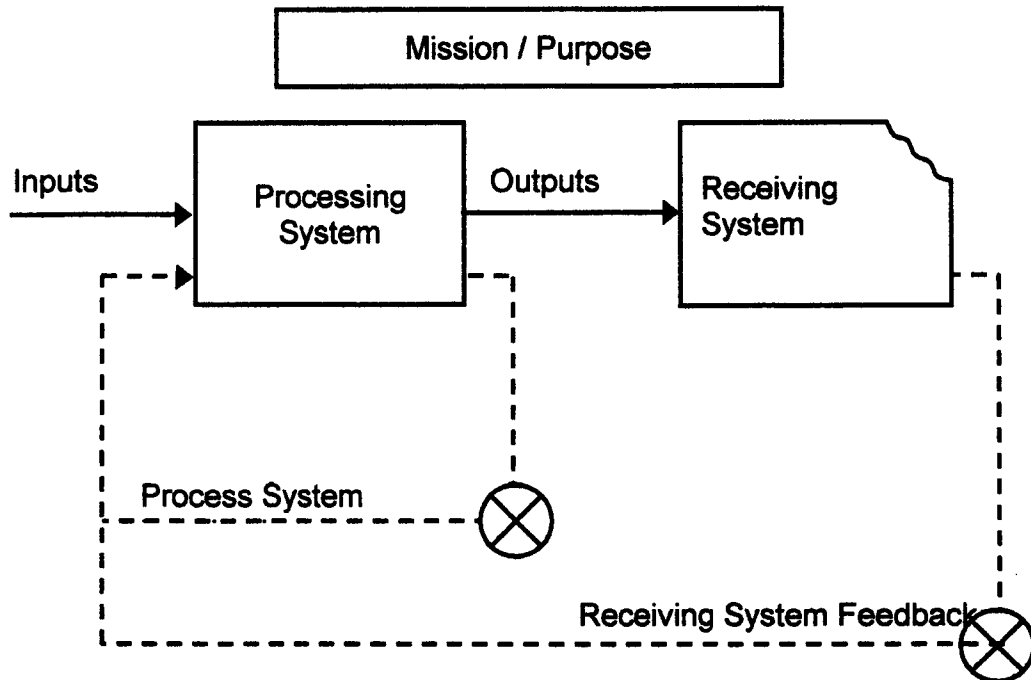 Mission / Purpose
Inputs
Processing
System
Outputs
Receiving
System
Process System
Receiving System Feedback